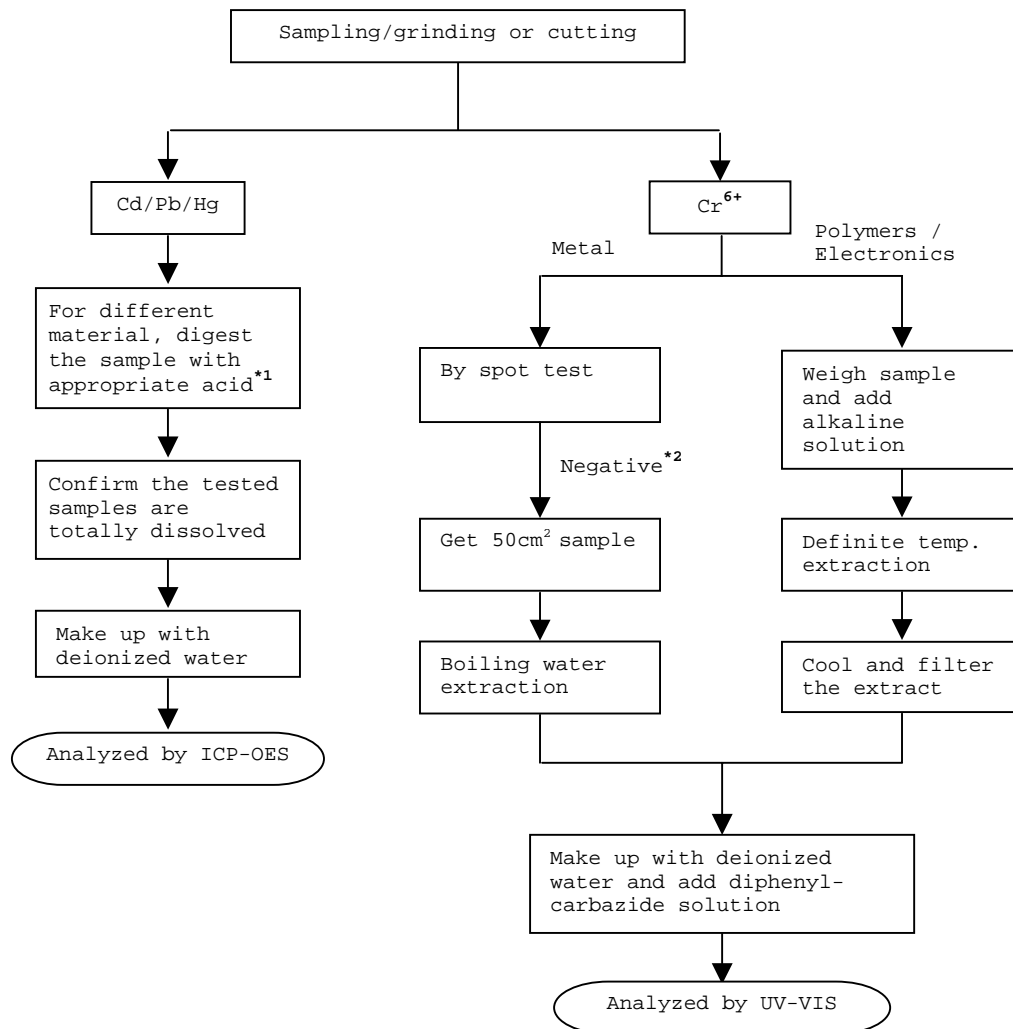 Sampling/grinding or cutting
Cd/Pb/Hg
Cr⁶⁺
Metal
Polymers /
Electronics
For different
material, digest
the sample with
appropriate acid*¹
By spot test
Weigh sample
and add
alkaline
solution
Negative*²
Confirm the tested
samples are
totally dissolved
Get 50cm² sample
Definite temp.
extraction
Make up with
deionized water
Boiling water
extraction
Cool and filter
the extract
Analyzed by ICP-OES
Make up with deionized
water and add diphenyl-
carbazide solution
Analyzed by UV-VIS